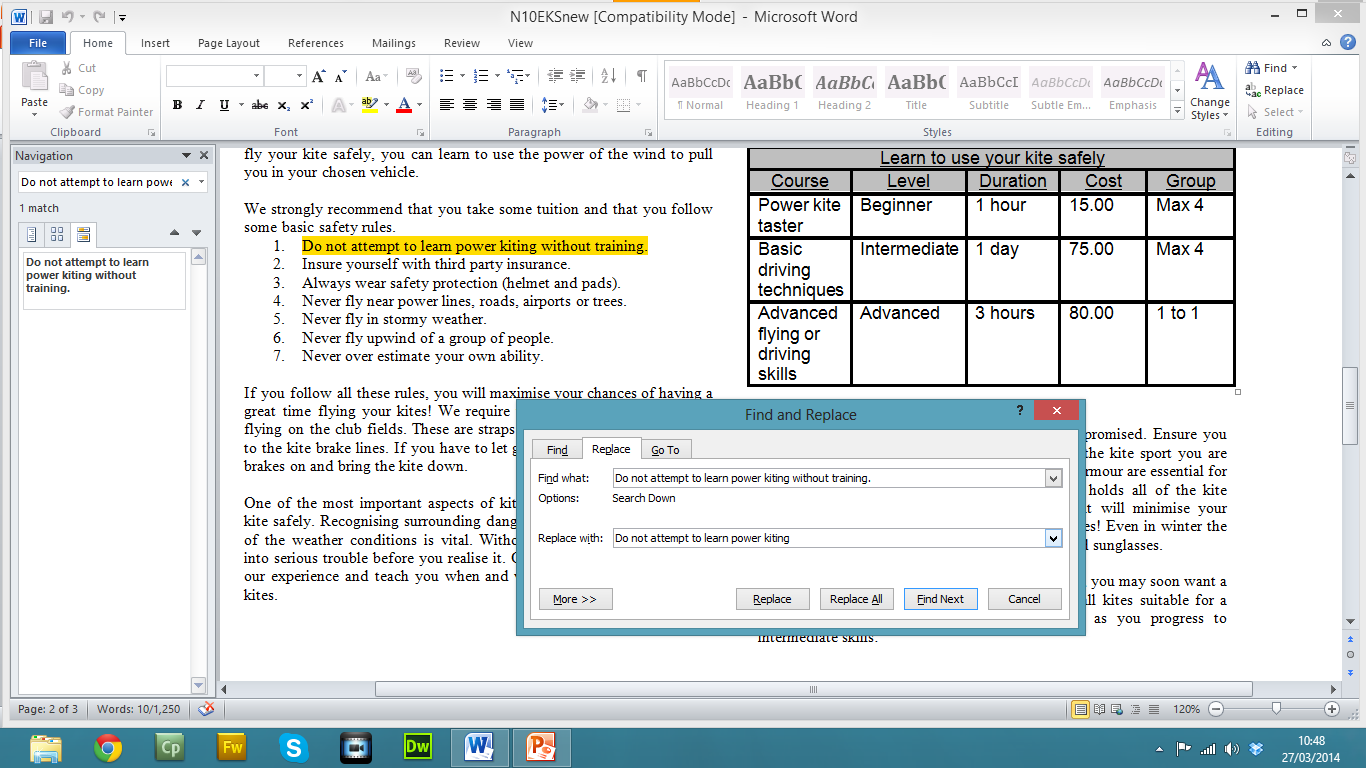 N10EKSnew [Compatibility Mode] - Microsoft Word
File Home Insert Page Layout References Mailings Review View
Paste
Cut
Copy
Format Painter
Clipboard
Font
Paragraph
AaBbCcDc AaBbC AaBbCc AaBbC AaBbCcI AaBbCcDc AaBbCcDc
¶ Normal Heading 1 Heading 2 Title Subtitle Subtle Em... Emphasis
Change Styles
Styles
Find
Replace
Select
Editing
Navigation
Do not attempt to learn powe
1 match
Do not attempt to learn
power kiting without
training.
fly your kite safely, you can learn to use the power of the wind to pull
you in your chosen vehicle.
We strongly recommend that you take some tuition and that you follow
some basic safety rules.
1. Do not attempt to learn power kiting without training.
2. Insure yourself with third party insurance.
3. Always wear safety protection (helmet and pads).
4. Never fly near power lines, roads, airports or trees.
5. Never fly in stormy weather.
6. Never fly upwind of a group of people.
7. Never over estimate your own ability.
If you follow all these rules, you will maximise your chances of having a
great time flying your kites! We require
flying on the club fields. These are straps
to the kite brake lines. If you have to let g
brakes on and bring the kite down.
One of the most important aspects of kit
kite safely. Recognising surrounding dang
of the weather conditions is vital. Witho
into serious trouble before you realise it.
our experience and teach you when and
kites.
Learn to use your kite safely
Course Level Duration Cost Group
Power kite taster Beginner 1 hour 15.00 Max 4
Basic driving techniques Intermediate 1 day 75.00 Max 4
Advanced flying or driving skills Advanced 3 hours 80.00 1 to 1
promised. Ensure you
the kite sport you are
rmour are essential for
holds all of the kite
t will minimise your
es! Even in winter the
d sunglasses.
you may soon want a
ll kites suitable for a
as you progress to
intermediate skills.
Find and Replace
Find Replace Go To
Find what: Do not attempt to learn power kiting without training.
Options: Search Down
Replace with: Do not attempt to learn power kiting
More >> Replace Replace All Find Next Cancel
Page: 2 of 3 Words: 10/1,250 120%
Cp Fw Dw
10:48
27/03/2014